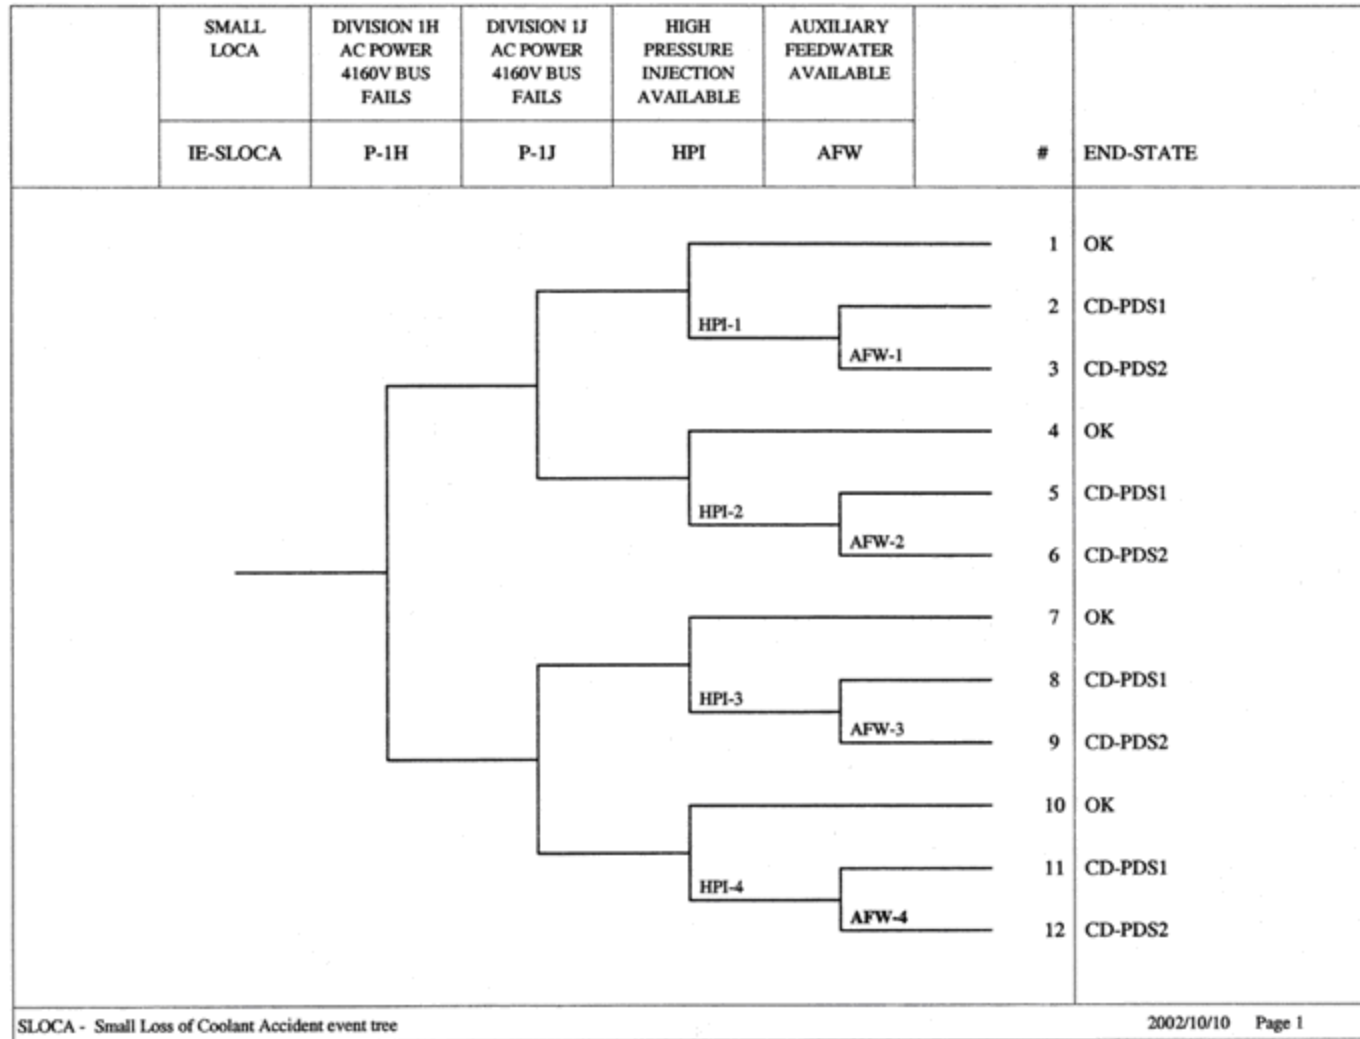 SMALL
LOCA
DIVISION 1H
AC POWER
4160V BUS
FAILS
DIVISION 1J
AC POWER
4160V BUS
FAILS
HIGH
PRESSURE
INJECTION
AVAILABLE
AUXILIARY
FEEDWATER
AVAILABLE
IE-SLOCA P-1H P-1J HPI AFW # END-STATE
1 OK
2 CD-PDS1
HPI-1
AFW-1
3 CD-PDS2
4 OK
5 CD-PDS1
HPI-2
AFW-2
6 CD-PDS2
7 OK
8 CD-PDS1
HPI-3
AFW-3
9 CD-PDS2
10 OK
11 CD-PDS1
HPI-4
AFW-4
12 CD-PDS2
SLOCA - Small Loss of Coolant Accident event tree 2002/10/10 Page 1